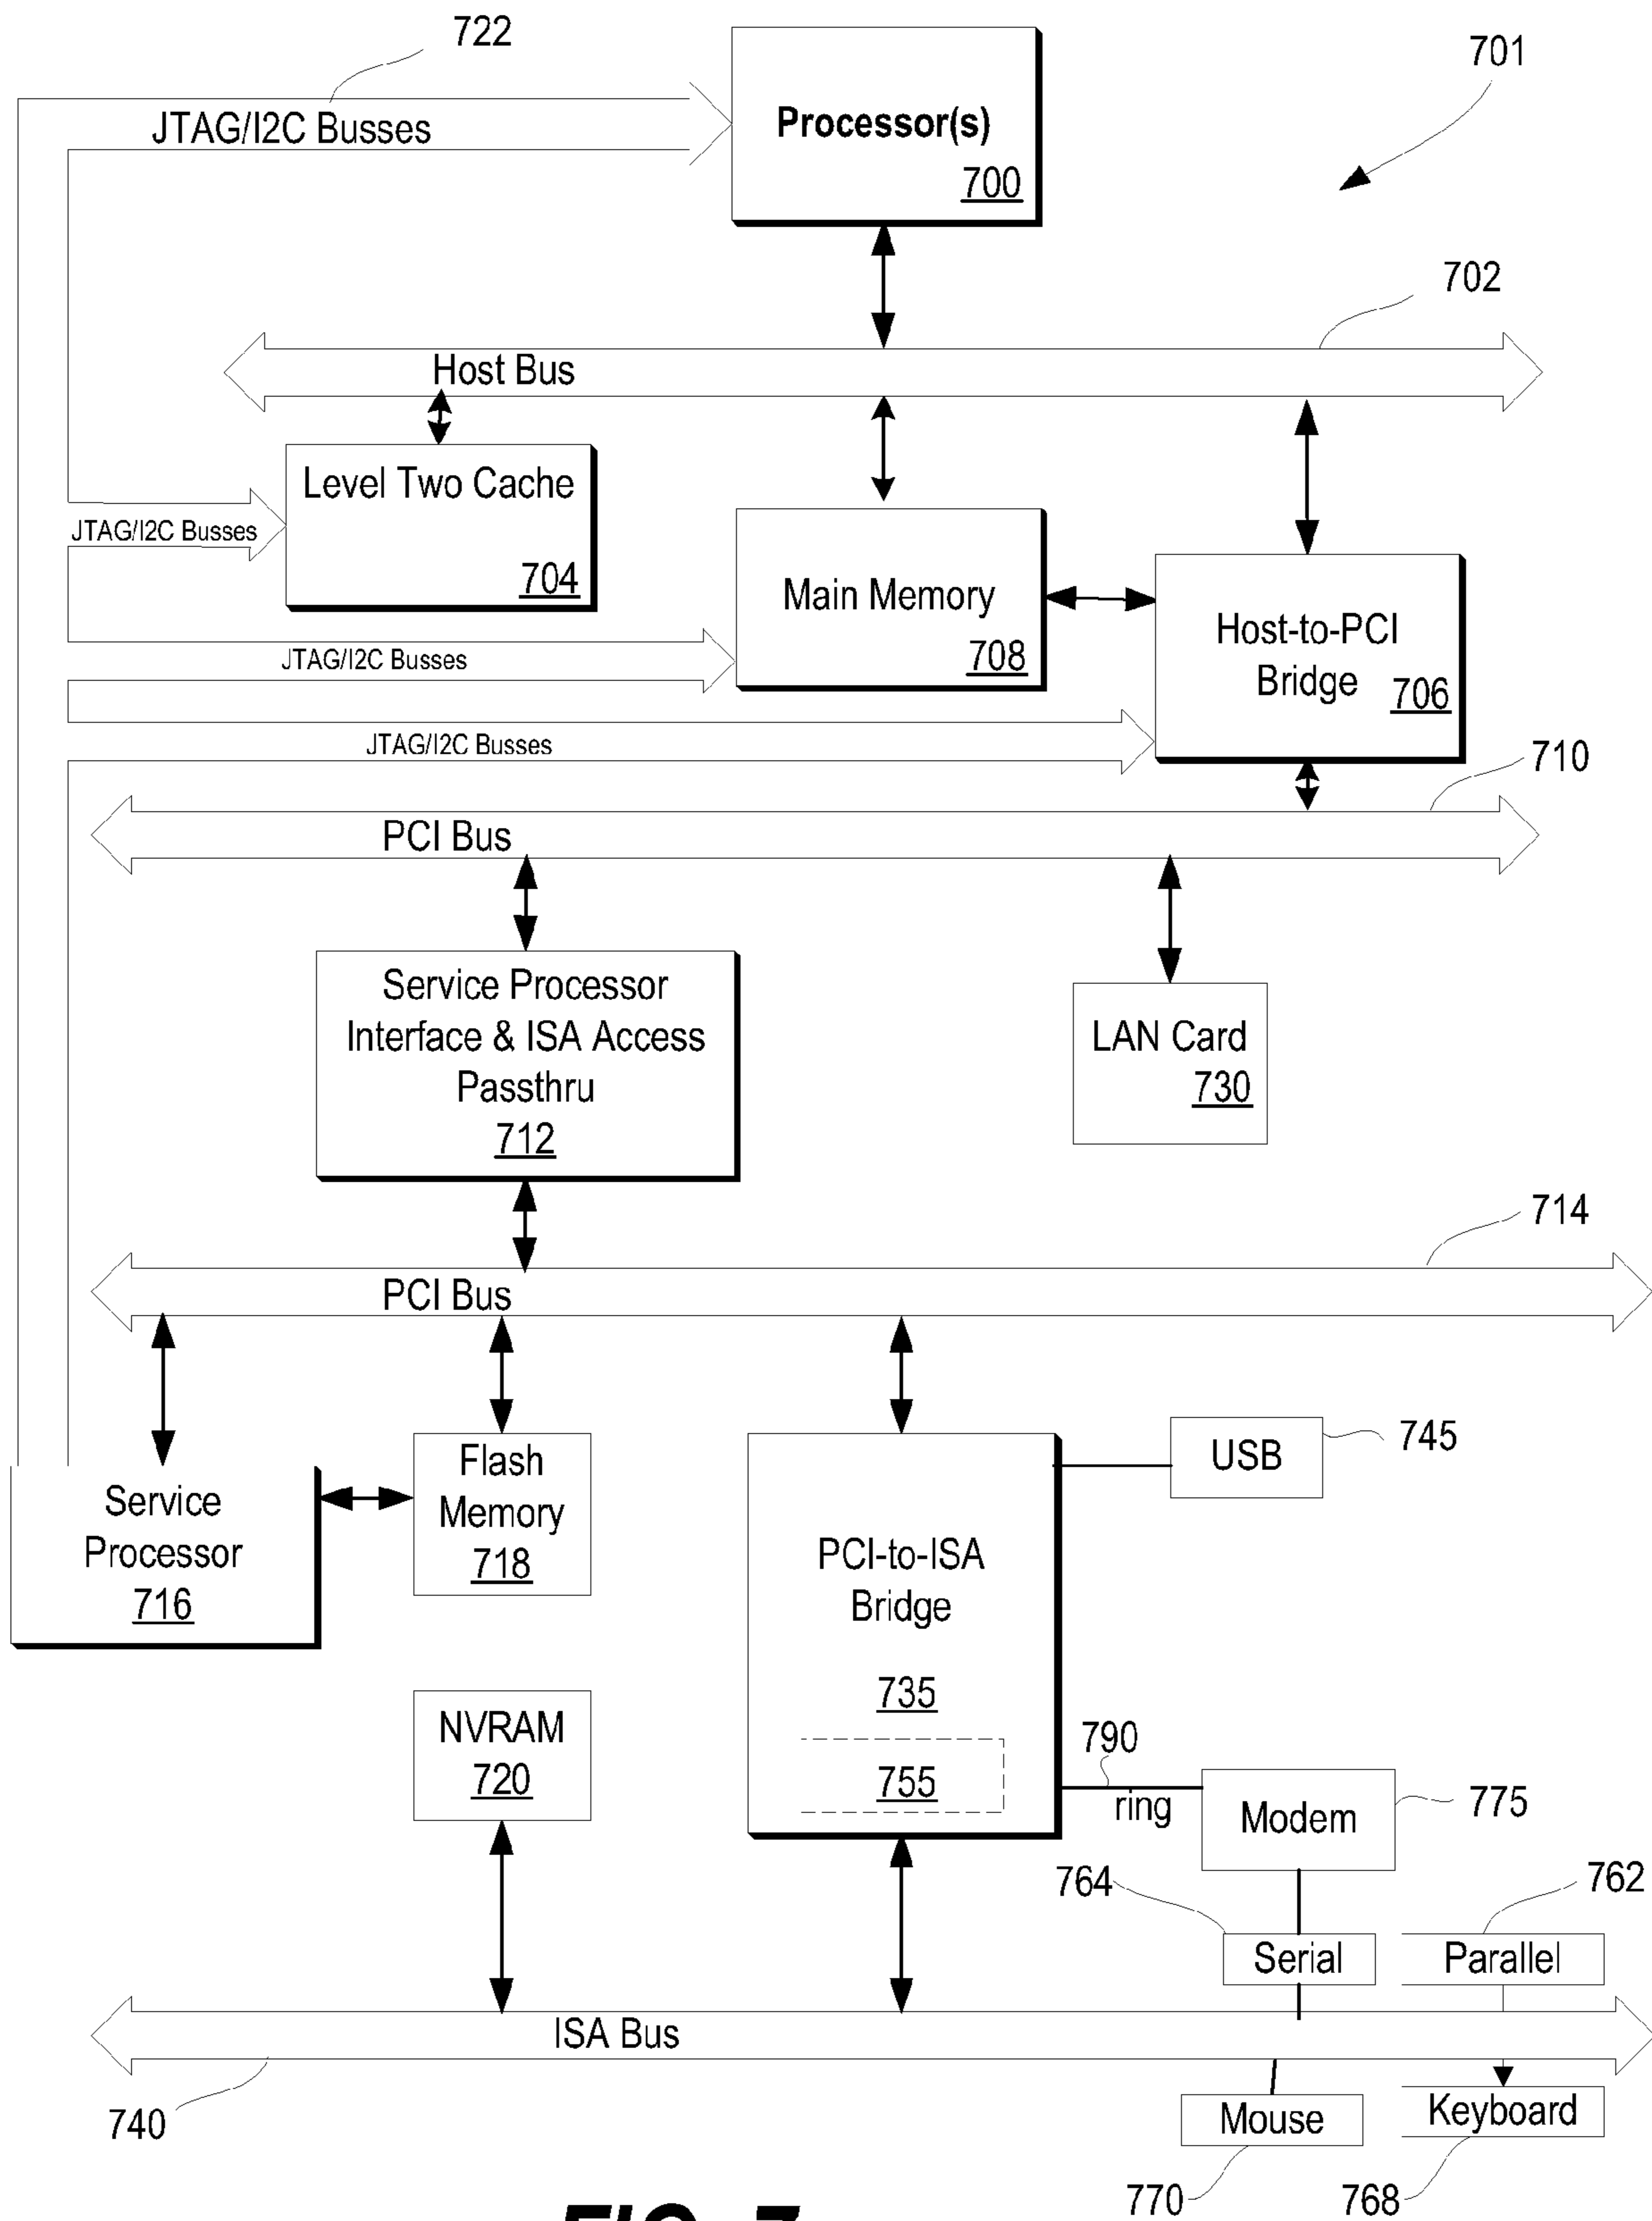 722
701
JTAG/I2C Busses
Processor(s)
700
702
Host Bus
Level Two Cache
704
JTAG/I2C Busses
Main Memory
708
Host-to-PCI
Bridge 706
JTAG/I2C Busses
JTAG/I2C Busses
710
PCI Bus
Service Processor
Interface & ISA Access
Passthru
712
LAN Card
730
714
PCI Bus
Service
Processor
716
Flash
Memory
718
USB
745
PCI-to-ISA
Bridge
735
755
NVRAM
720
790
ring
Modem
775
764
762
Serial
Parallel
ISA Bus
740
Mouse
Keyboard
770
768
FIG. 7